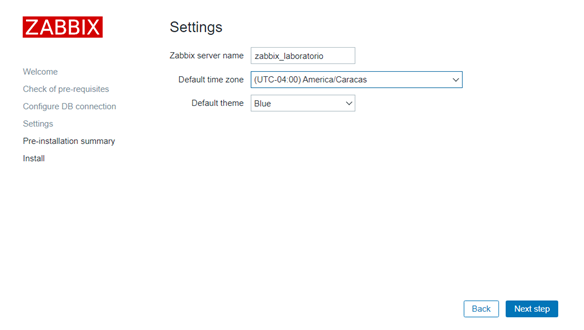 ZABBIX
Welcome
Check of pre-requisites
Configure DB connection
Settings
Pre-installation summary
Install
Settings
Zabbix server name zabbix_laboratorio
Default time zone (UTC-04:00) America/Caracas
Default theme Blue
Back Next step